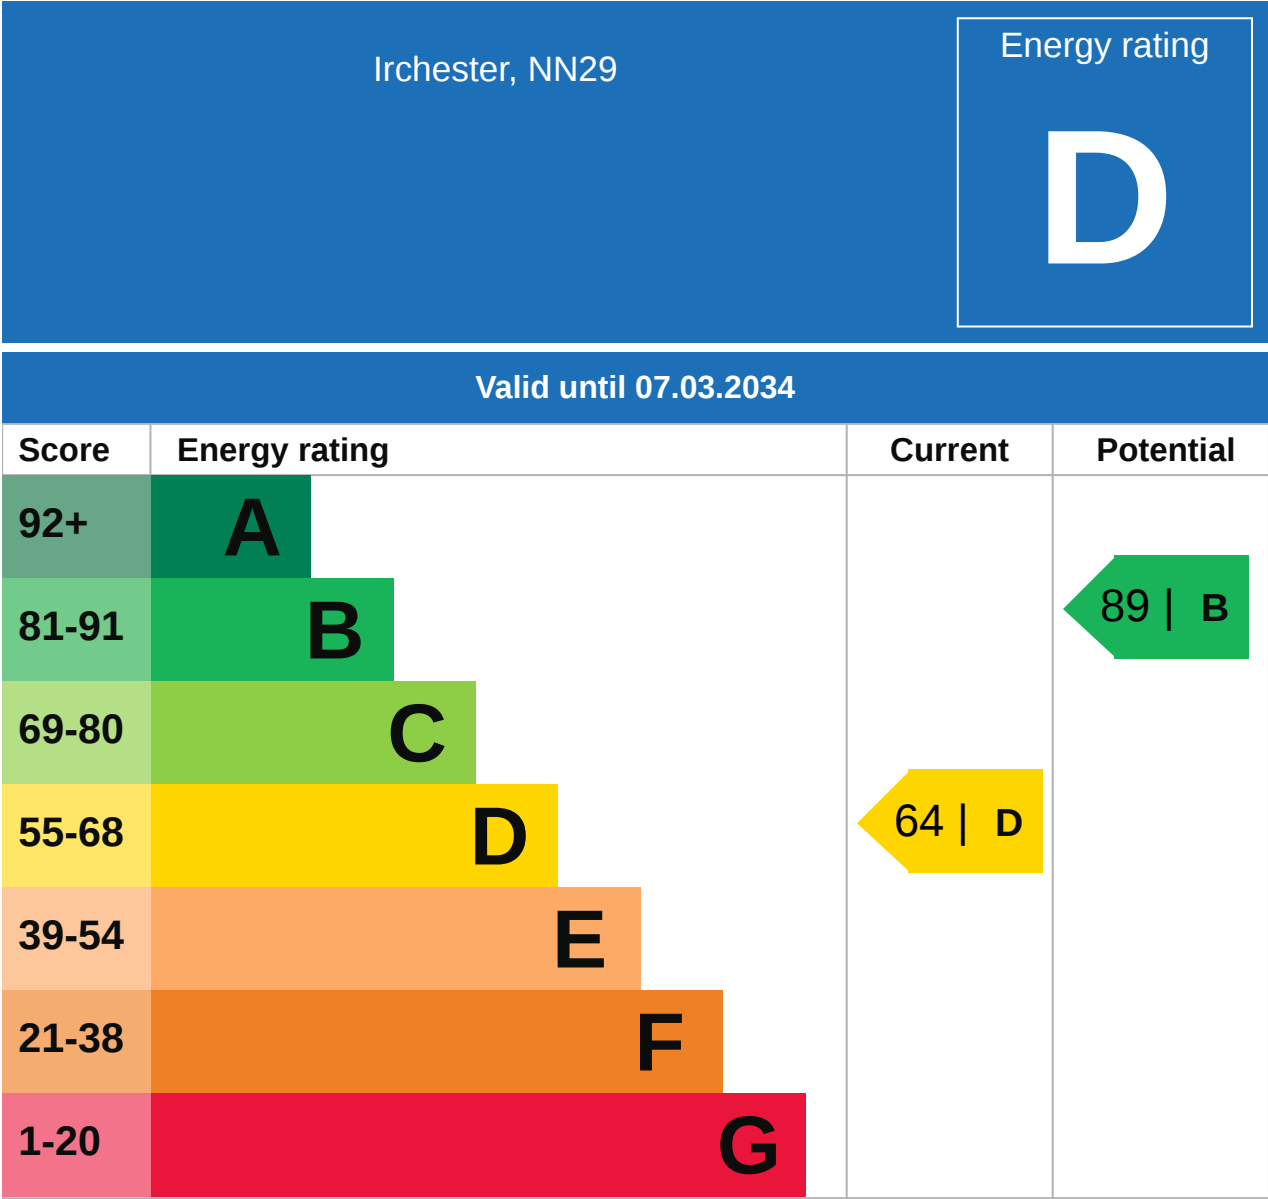 Irchester, NN29
Energy rating
D
Valid until 07.03.2034
Score
Energy rating
Current
Potential
92+
A
81-91
B
89 | B
69-80
C
55-68
D
64 | D
39-54
E
21-38
F
1-20
G